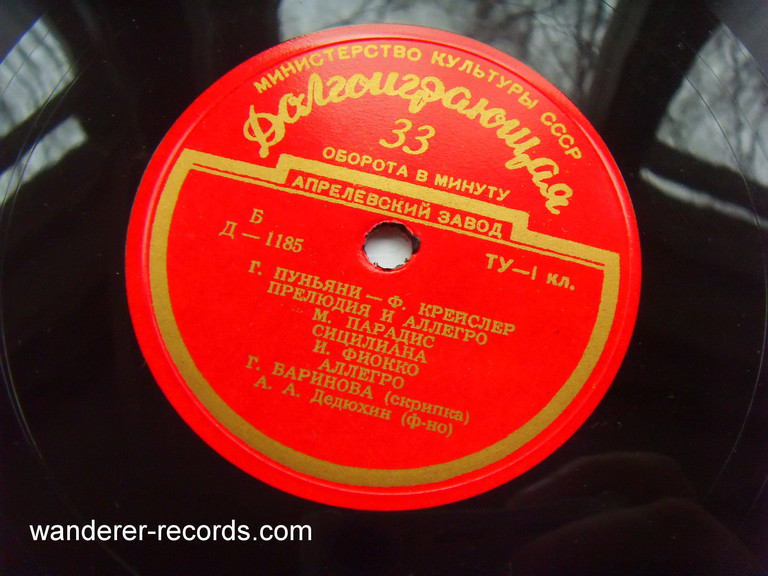 МИНИСТЕРСТВО КУЛЬТУРЫ СССР
Долгоиграющая
33
ОБОРОТА В МИНУТУ
АПРЕЛЕВСКИЙ ЗАВОД
Б
Д — 1185
ТУ—1 кл.
Г. ПУНЬЯНИ — Ф. КРЕЙСЛЕР
ПРЕЛЮДИЯ И АЛЛЕГРО
М. ПАРАДИС
СИЦИЛИАНА
И. ФИОККО
АЛЛЕГРО
Г. БАРИНОВА (скрипка)
А. А. Дедюхин (ф-но)
wanderer-records.com